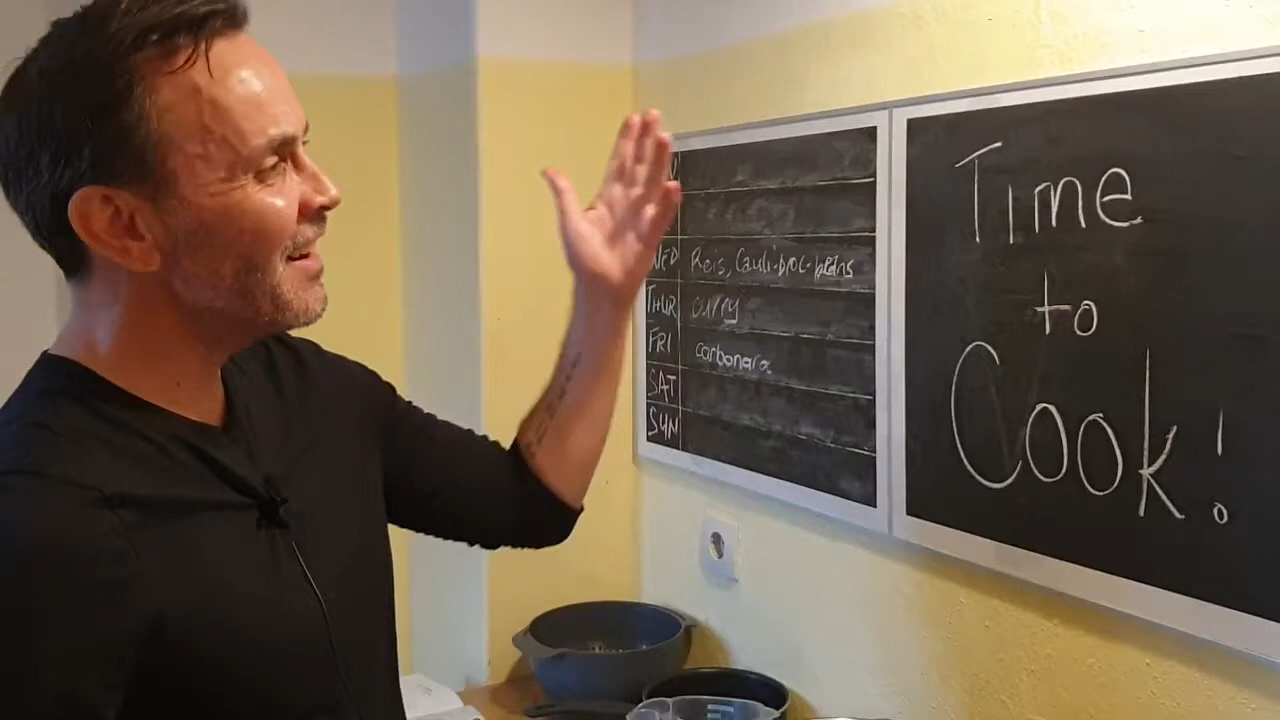 WED Reis, Cauli-broc-beans
THUR curry
FRI carbonara
SAT
SUN
Time
to
Cook!